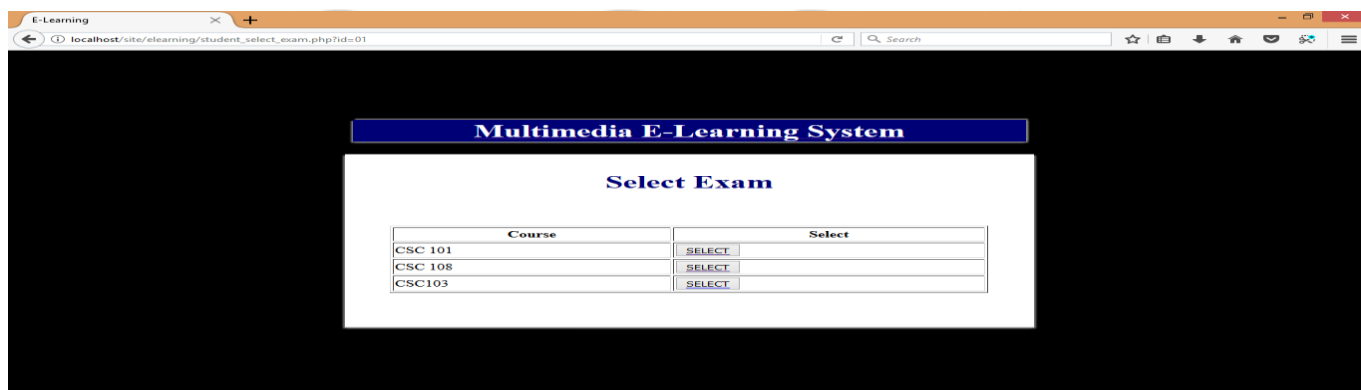 E-Learning
localhost/site/elearning/student_select_exam.php?id=01
Search
Multimedia E-Learning System
Select Exam
Course Select
CSC 101 SELECT
CSC 108 SELECT
CSC103 SELECT